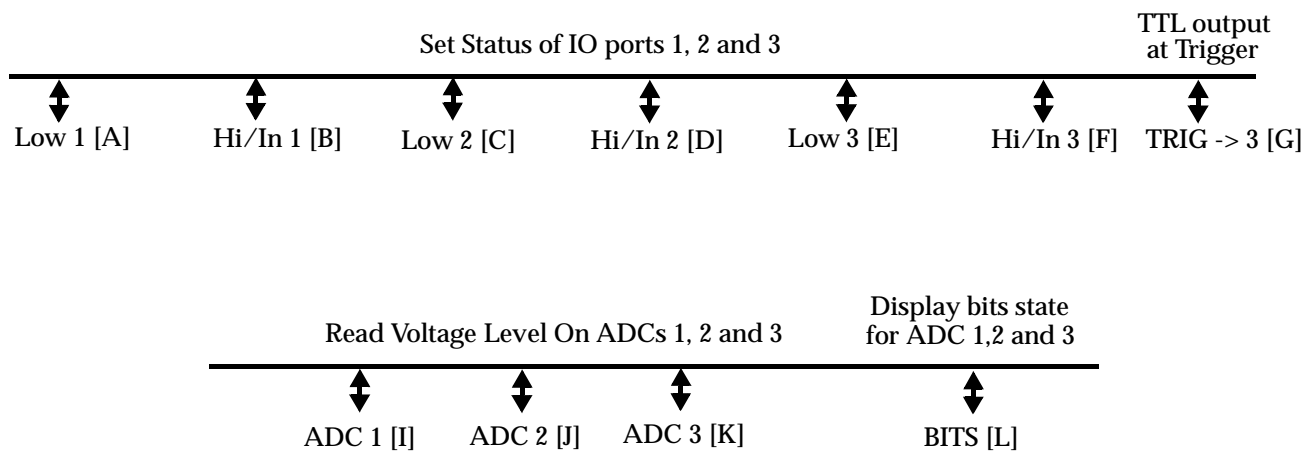 Set Status of IO ports 1, 2 and 3
TTL output
at Trigger
Low 1 [A]
Hi/In 1 [B]
Low 2 [C]
Hi/In 2 [D]
Low 3 [E]
Hi/In 3 [F]
TRIG -> 3 [G]
Read Voltage Level On ADCs 1, 2 and 3
Display bits state
for ADC 1,2 and 3
ADC 1 [I]
ADC 2 [J]
ADC 3 [K]
BITS [L]